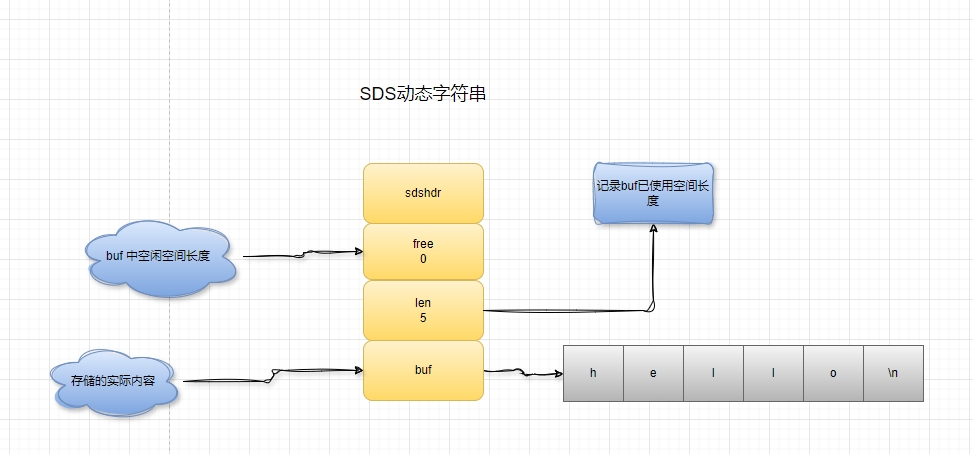 SDS动态字符串
sdshdr
记录buf已使用空间长
度
free
0
buf 中空闲空间长度
len
5
存储的实际内容
buf
h e l l o \n